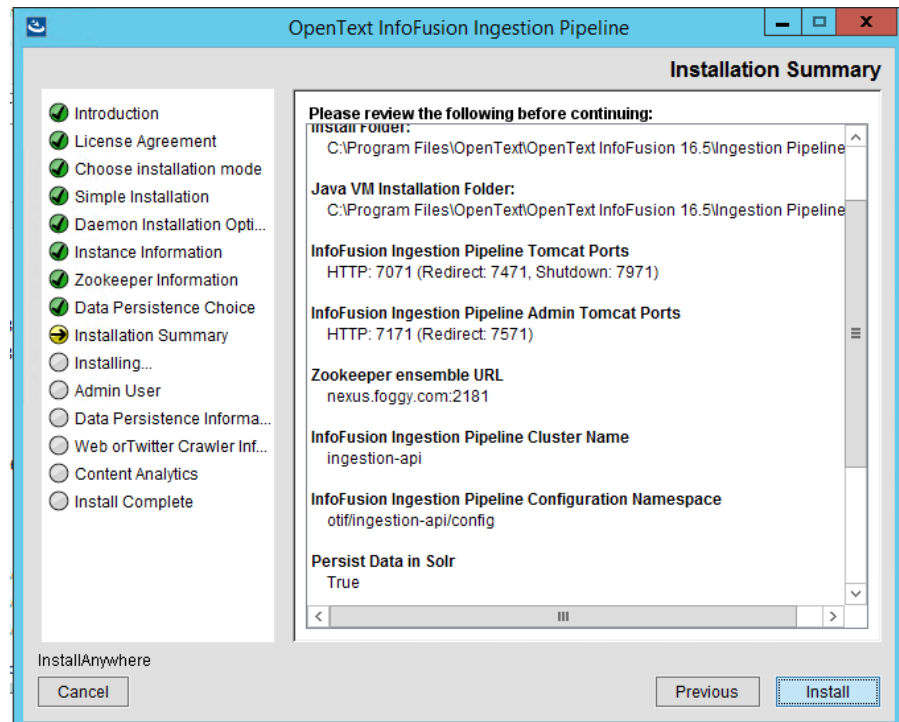 OpenText InfoFusion Ingestion Pipeline
Installation Summary
Introduction
License Agreement
Choose installation mode
Simple Installation
Daemon Installation Opti...
Instance Information
Zookeeper Information
Data Persistence Choice
Installation Summary
Installing...
Admin User
Data Persistence Informa...
Web orTwitter Crawler Inf...
Content Analytics
Install Complete
Please review the following before continuing:
Install Folder:
C:\Program Files\OpenText\OpenText InfoFusion 16.5\Ingestion Pipeline
Java VM Installation Folder:
C:\Program Files\OpenText\OpenText InfoFusion 16.5\Ingestion Pipeline
InfoFusion Ingestion Pipeline Tomcat Ports
HTTP: 7071 (Redirect: 7471, Shutdown: 7971)
InfoFusion Ingestion Pipeline Admin Tomcat Ports
HTTP: 7171 (Redirect: 7571)
Zookeeper ensemble URL
nexus.foggy.com:2181
InfoFusion Ingestion Pipeline Cluster Name
ingestion-api
InfoFusion Ingestion Pipeline Configuration Namespace
otif/ingestion-api/config
Persist Data in Solr
True
InstallAnywhere
Cancel
Previous
Install